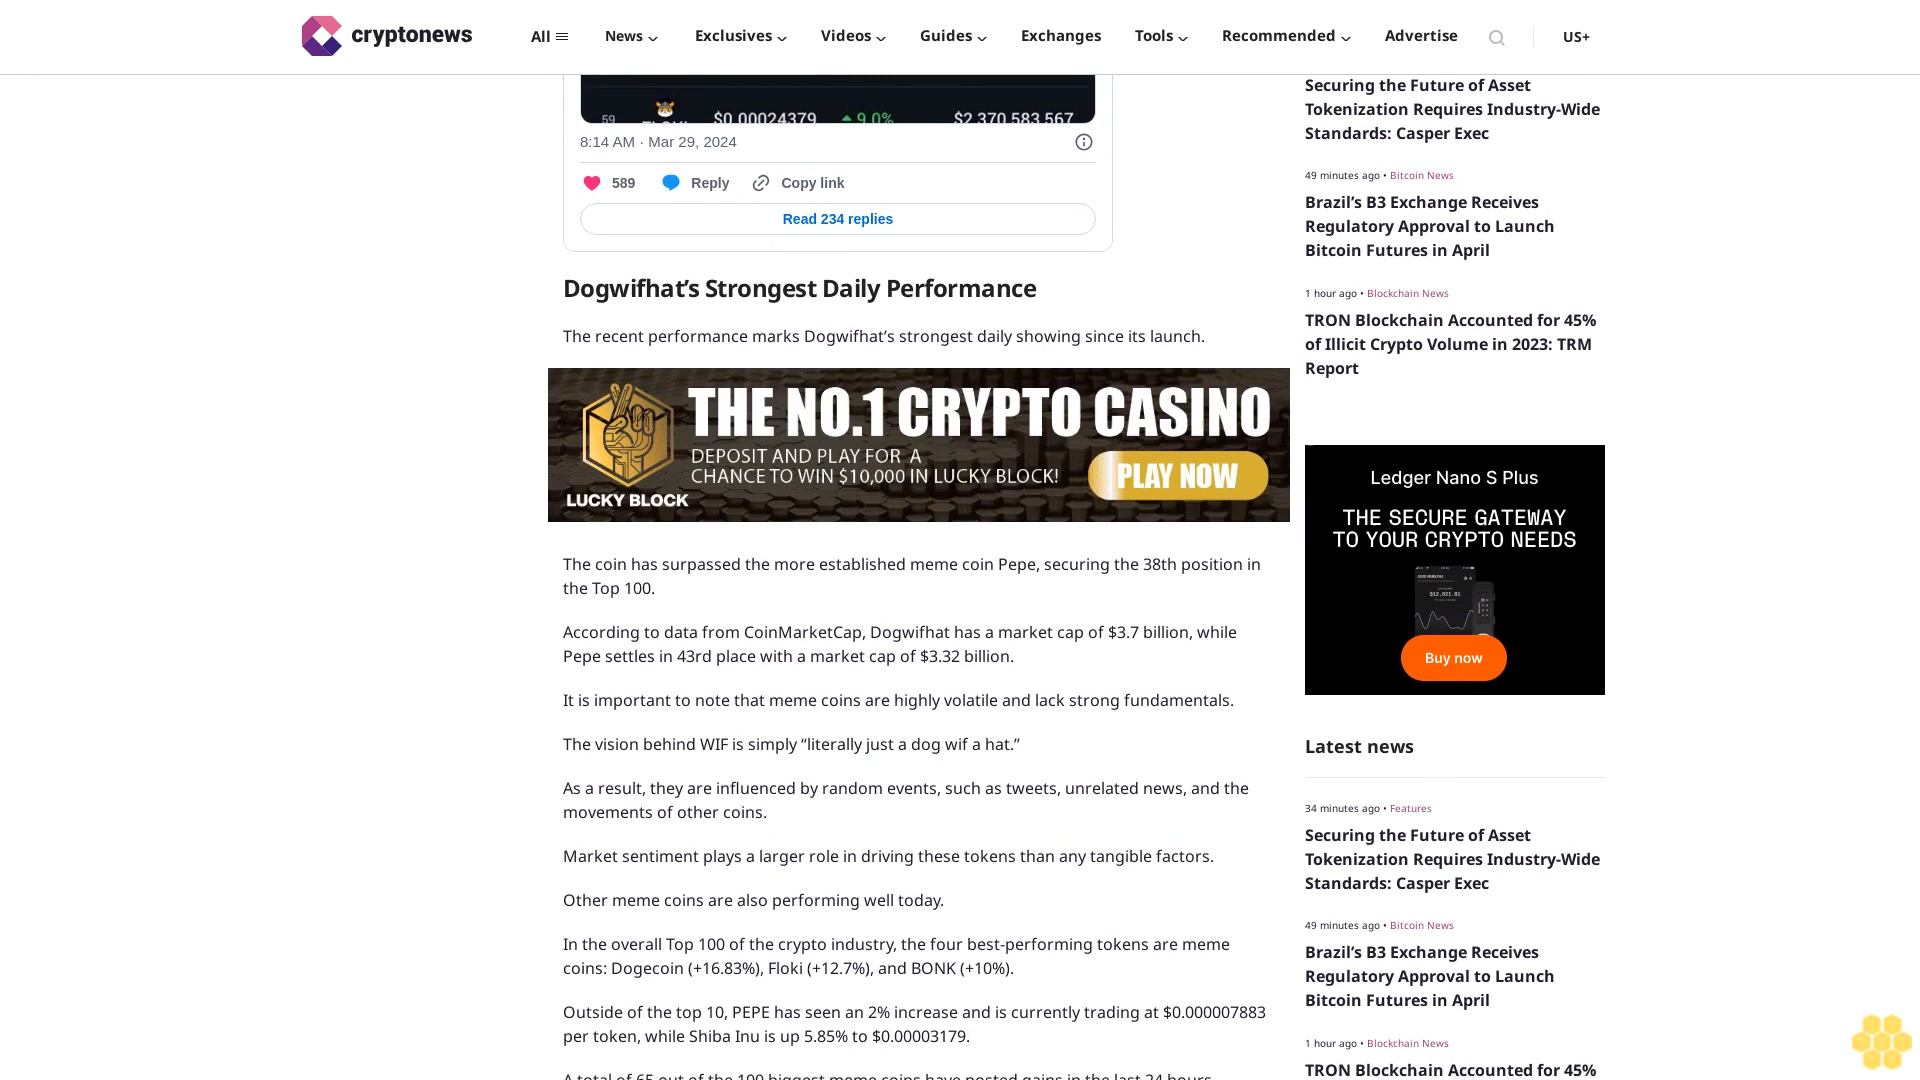 cryptonews
All
News
Exclusives
Videos
Guides
Exchanges
Tools
Recommended
Advertise
US+
59
$0.00024379
9.0%
$2,370,583,567
8:14 AM · Mar 29, 2024
589
Reply
Copy link
Read 234 replies
Dogwifhat’s Strongest Daily Performance
The recent performance marks Dogwifhat’s strongest daily showing since its launch.
THE NO.1 CRYPTO CASINO
DEPOSIT AND PLAY FOR A
CHANCE TO WIN $10,000 IN LUCKY BLOCK!
PLAY NOW
LUCKY BLOCK
The coin has surpassed the more established meme coin Pepe, securing the 38th position in
the Top 100.
According to data from CoinMarketCap, Dogwifhat has a market cap of $3.7 billion, while
Pepe settles in 43rd place with a market cap of $3.32 billion.
It is important to note that meme coins are highly volatile and lack strong fundamentals.
The vision behind WIF is simply “literally just a dog wif a hat.”
As a result, they are influenced by random events, such as tweets, unrelated news, and the
movements of other coins.
Market sentiment plays a larger role in driving these tokens than any tangible factors.
Other meme coins are also performing well today.
In the overall Top 100 of the crypto industry, the four best-performing tokens are meme
coins: Dogecoin (+16.83%), Floki (+12.7%), and BONK (+10%).
Outside of the top 10, PEPE has seen an 2% increase and is currently trading at $0.000007883
per token, while Shiba Inu is up 5.85% to $0.00003179.
A total of 65 out of the 100 biggest meme coins have posted gains in the last 24 hours
Securing the Future of Asset
Tokenization Requires Industry-Wide
Standards: Casper Exec
49 minutes ago • Bitcoin News
Brazil’s B3 Exchange Receives
Regulatory Approval to Launch
Bitcoin Futures in April
1 hour ago • Blockchain News
TRON Blockchain Accounted for 45%
of Illicit Crypto Volume in 2023: TRM
Report
Ledger Nano S Plus
THE SECURE GATEWAY
TO YOUR CRYPTO NEEDS
Buy now
Latest news
34 minutes ago • Features
Securing the Future of Asset
Tokenization Requires Industry-Wide
Standards: Casper Exec
49 minutes ago • Bitcoin News
Brazil’s B3 Exchange Receives
Regulatory Approval to Launch
Bitcoin Futures in April
1 hour ago • Blockchain News
TRON Blockchain Accounted for 45%